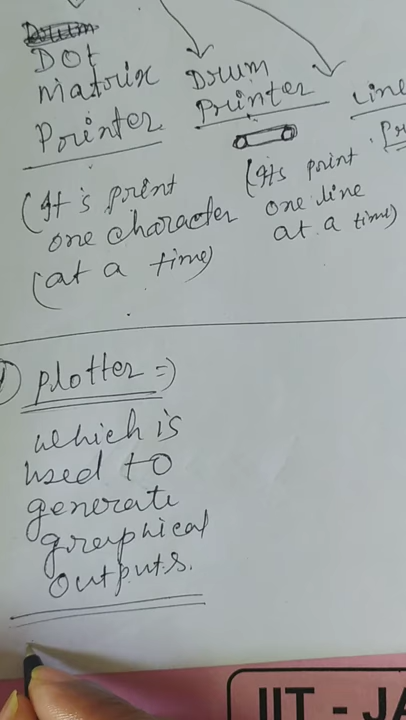 Dot
Matrix
Printer
(It's print
one character
(at a time)
Drum
Printer
(It's print
one line
at a time)
Line
Plotter =>
which is
used to
generate
graphical
outputs.
IIT - JA